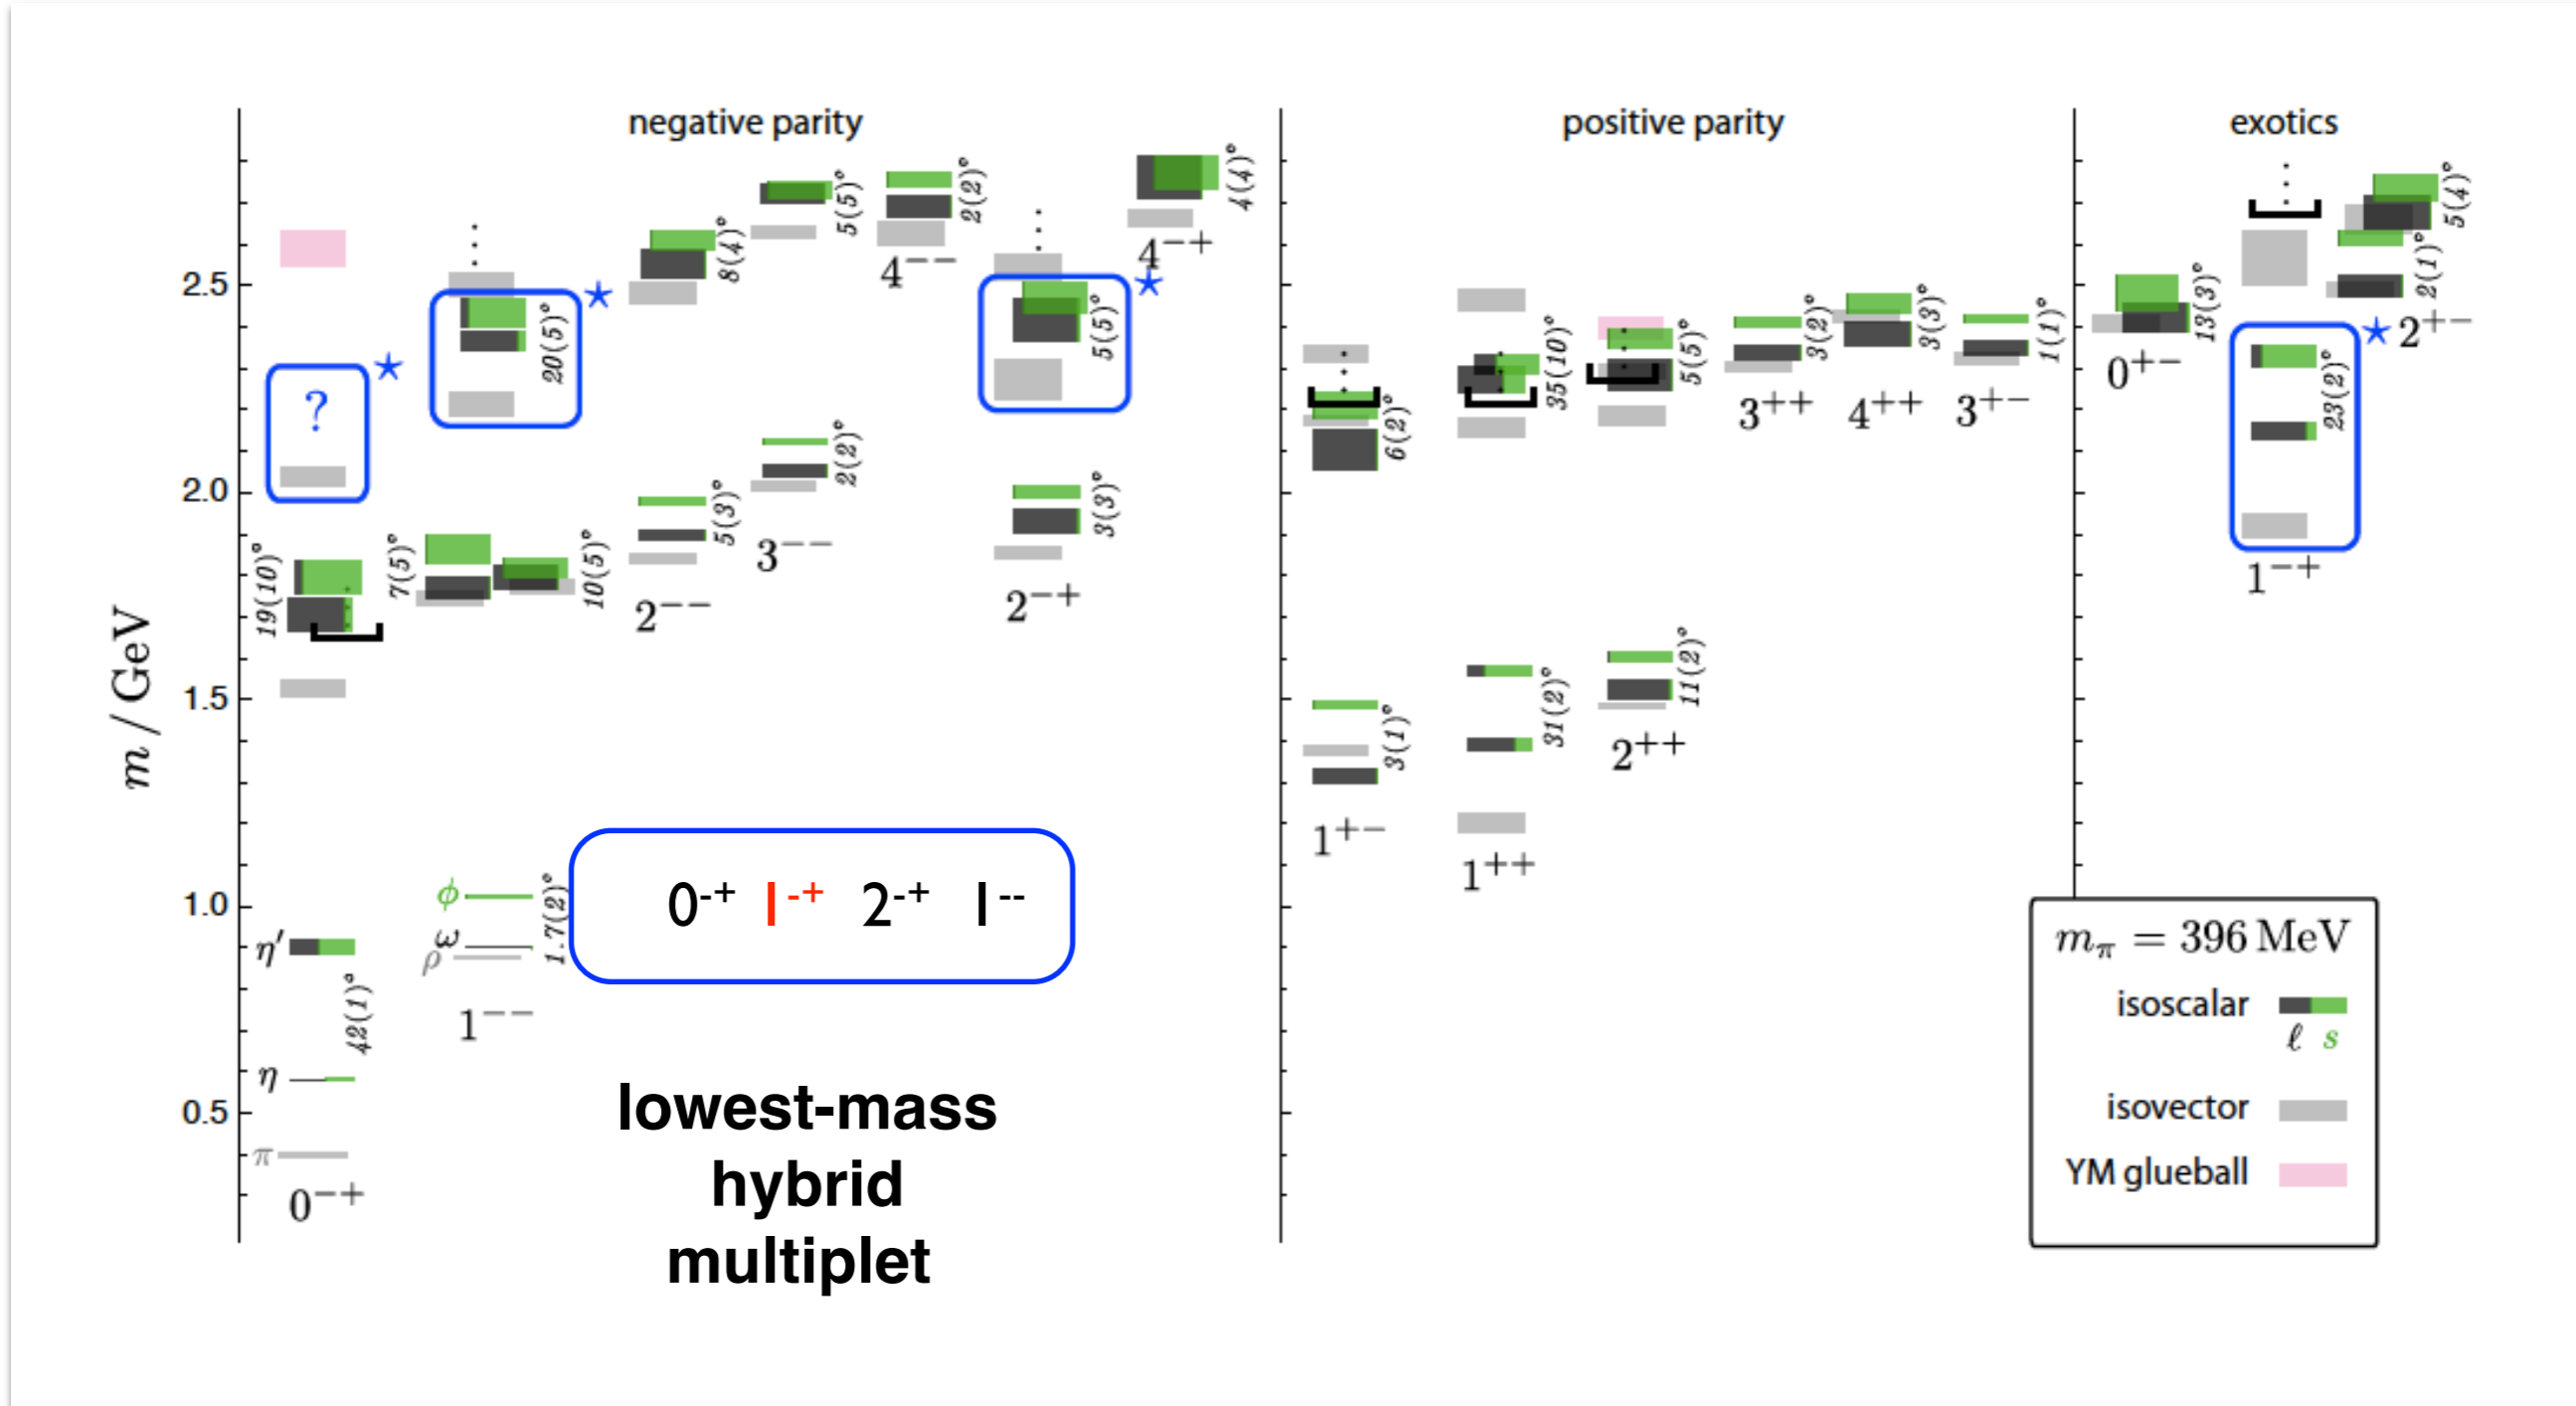 negative parity
positive parity
exotics
m / GeV
2.5
2.0
1.5
1.0
0.5
?
★
★
★
★
20(5)°
8(4)°
5(5)°
2(2)°
4⁻⁻
5(5)°
4(4)°
4⁻⁺
19(10)°
7(5)°
10(5)°
5(3)°
2⁻⁻
2(2)°
3⁻⁻
3(3)°
2⁻⁺
η′
42(1)°
η
π
0⁻⁺
ϕ
ω
ρ
1.7(2)°
1⁻⁻
0⁻⁺ 1⁻⁺ 2⁻⁺ 1⁻⁻
lowest-mass
hybrid
multiplet
6(2)°
35(10)°
5(5)°
3(2)°
3⁺⁺
3(3)°
4⁺⁺
1(1)°
3⁺⁻
3(1)°
1⁺⁻
31(2)°
1⁺⁺
11(2)°
2⁺⁺
13(3)°
0⁺⁻
5(4)°
2(1)°
2⁺⁻
23(2)°
1⁻⁺
mπ = 396 MeV
isoscalar
ℓ s
isovector
YM glueball